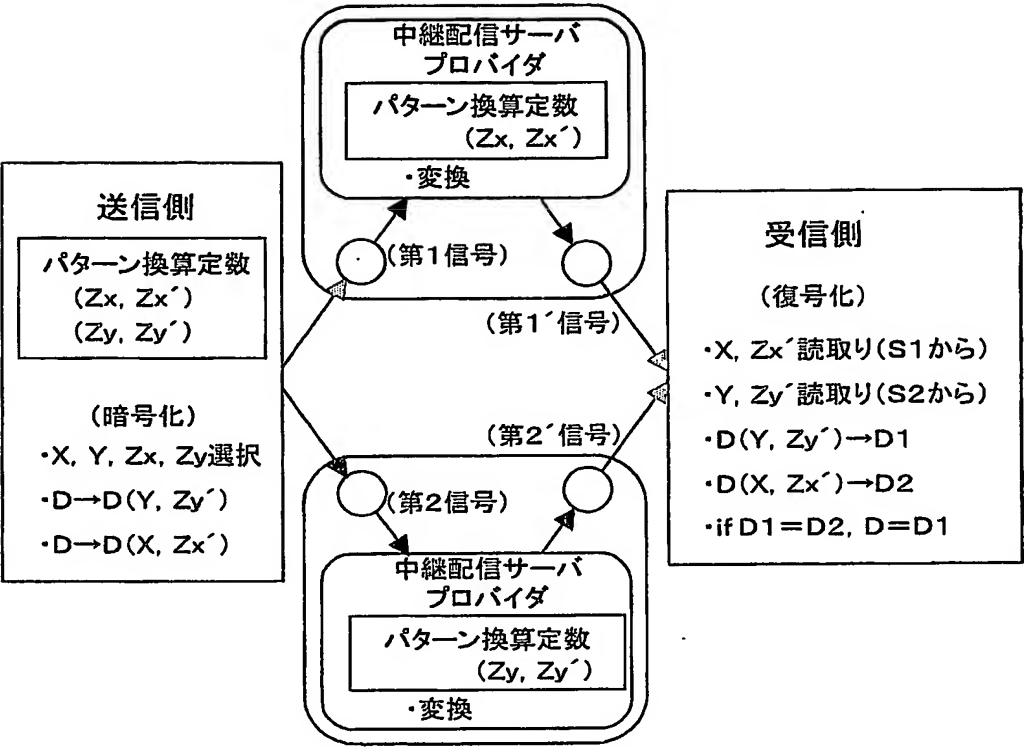 送信側
パターン換算定数
(Zx, Zx´)
(Zy, Zy´)
(暗号化)
・X, Y, Zx, Zy選択
・D→D(Y, Zy´)
・D→D(X, Zx´)
中継配信サーバ
プロバイダ
パターン換算定数
(Zx, Zx´)
・変換
(第1信号)
(第1´信号)
(第2´信号)
(第2信号)
中継配信サーバ
プロバイダ
パターン換算定数
(Zy, Zy´)
・変換
受信側
(復号化)
・X, Zx´読取り(S1から)
・Y, Zy´読取り(S2から)
・D(Y, Zy´)→D1
・D(X, Zx´)→D2
・if D1=D2, D=D1